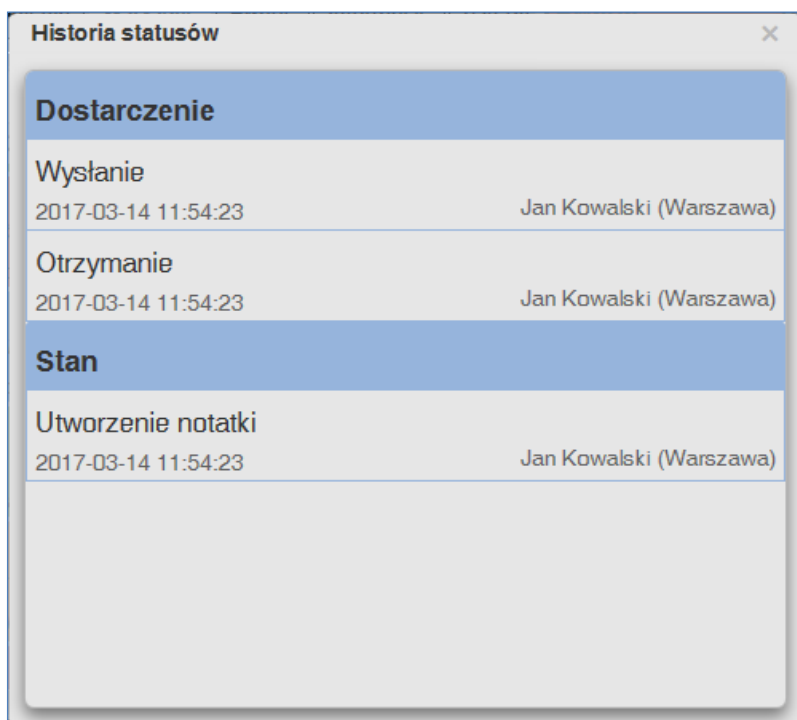 Historia statusów ×
Dostarczenie
Wysłanie
2017-03-14 11:54:23 Jan Kowalski (Warszawa)
Otrzymanie
2017-03-14 11:54:23 Jan Kowalski (Warszawa)
Stan
Utworzenie notatki
2017-03-14 11:54:23 Jan Kowalski (Warszawa)